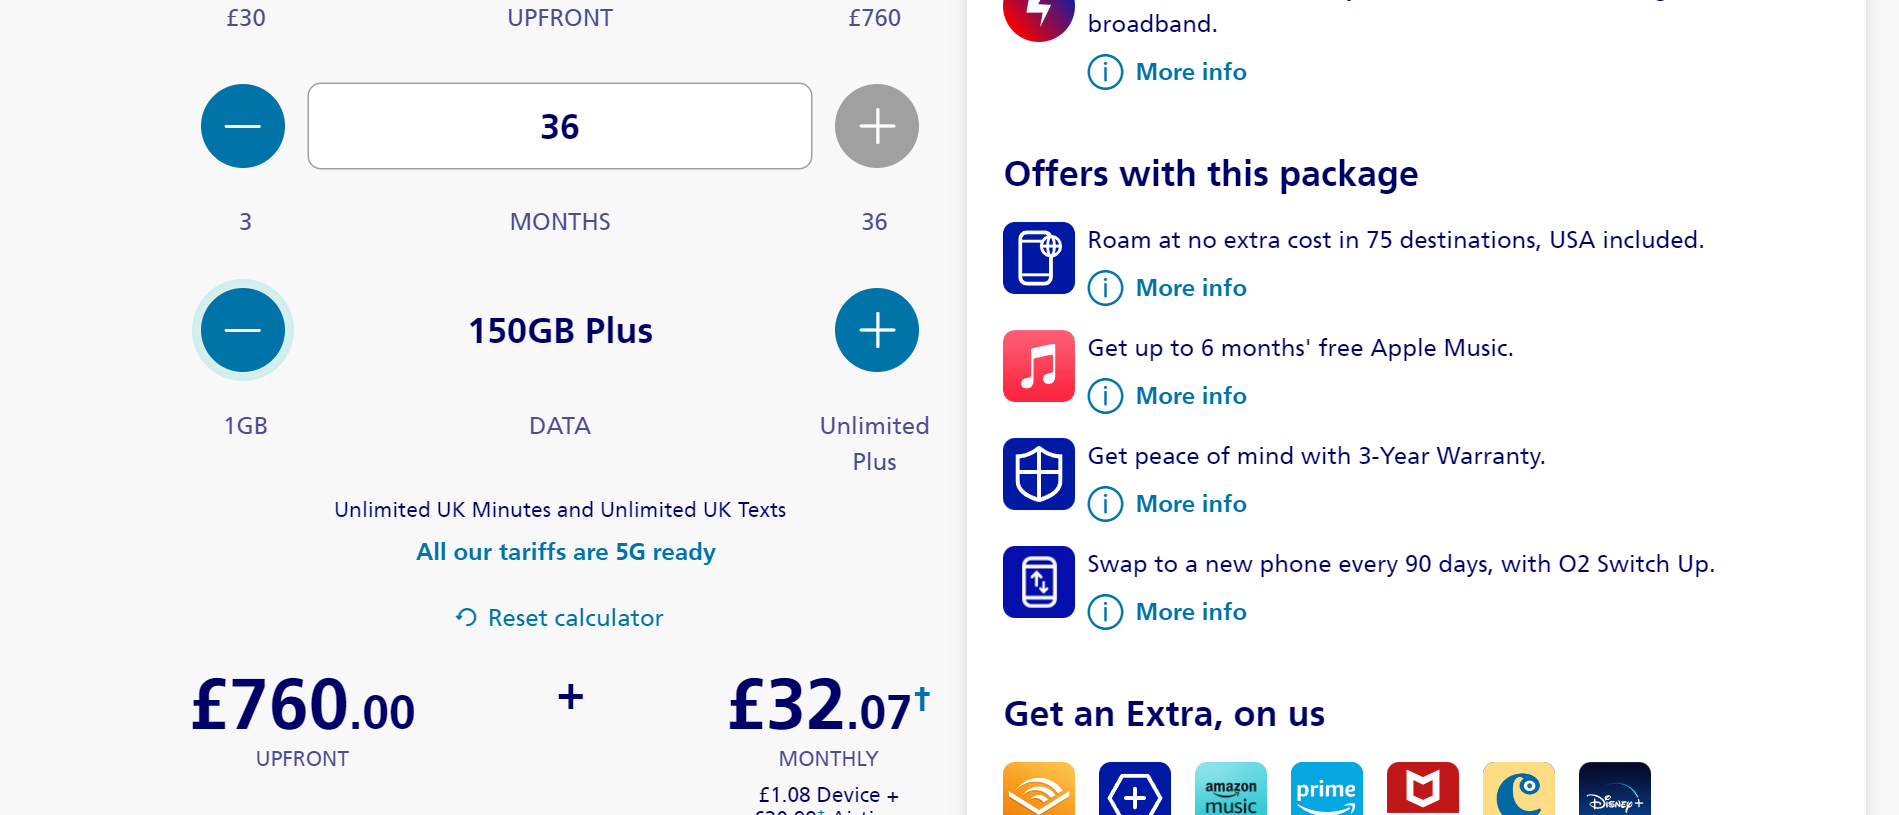 £30 UPFRONT £760
36
3 MONTHS 36
150GB Plus
1GB DATA Unlimited
Plus
Unlimited UK Minutes and Unlimited UK Texts
All our tariffs are 5G ready
Reset calculator
£760.00 + £32.07†
UPFRONT MONTHLY
£1.08 Device +
broadband.
More info
Offers with this package
Roam at no extra cost in 75 destinations, USA included.
More info
Get up to 6 months' free Apple Music.
More info
Get peace of mind with 3-Year Warranty.
More info
Swap to a new phone every 90 days, with O2 Switch Up.
More info
Get an Extra, on us
amazon
music
prime
Disney+